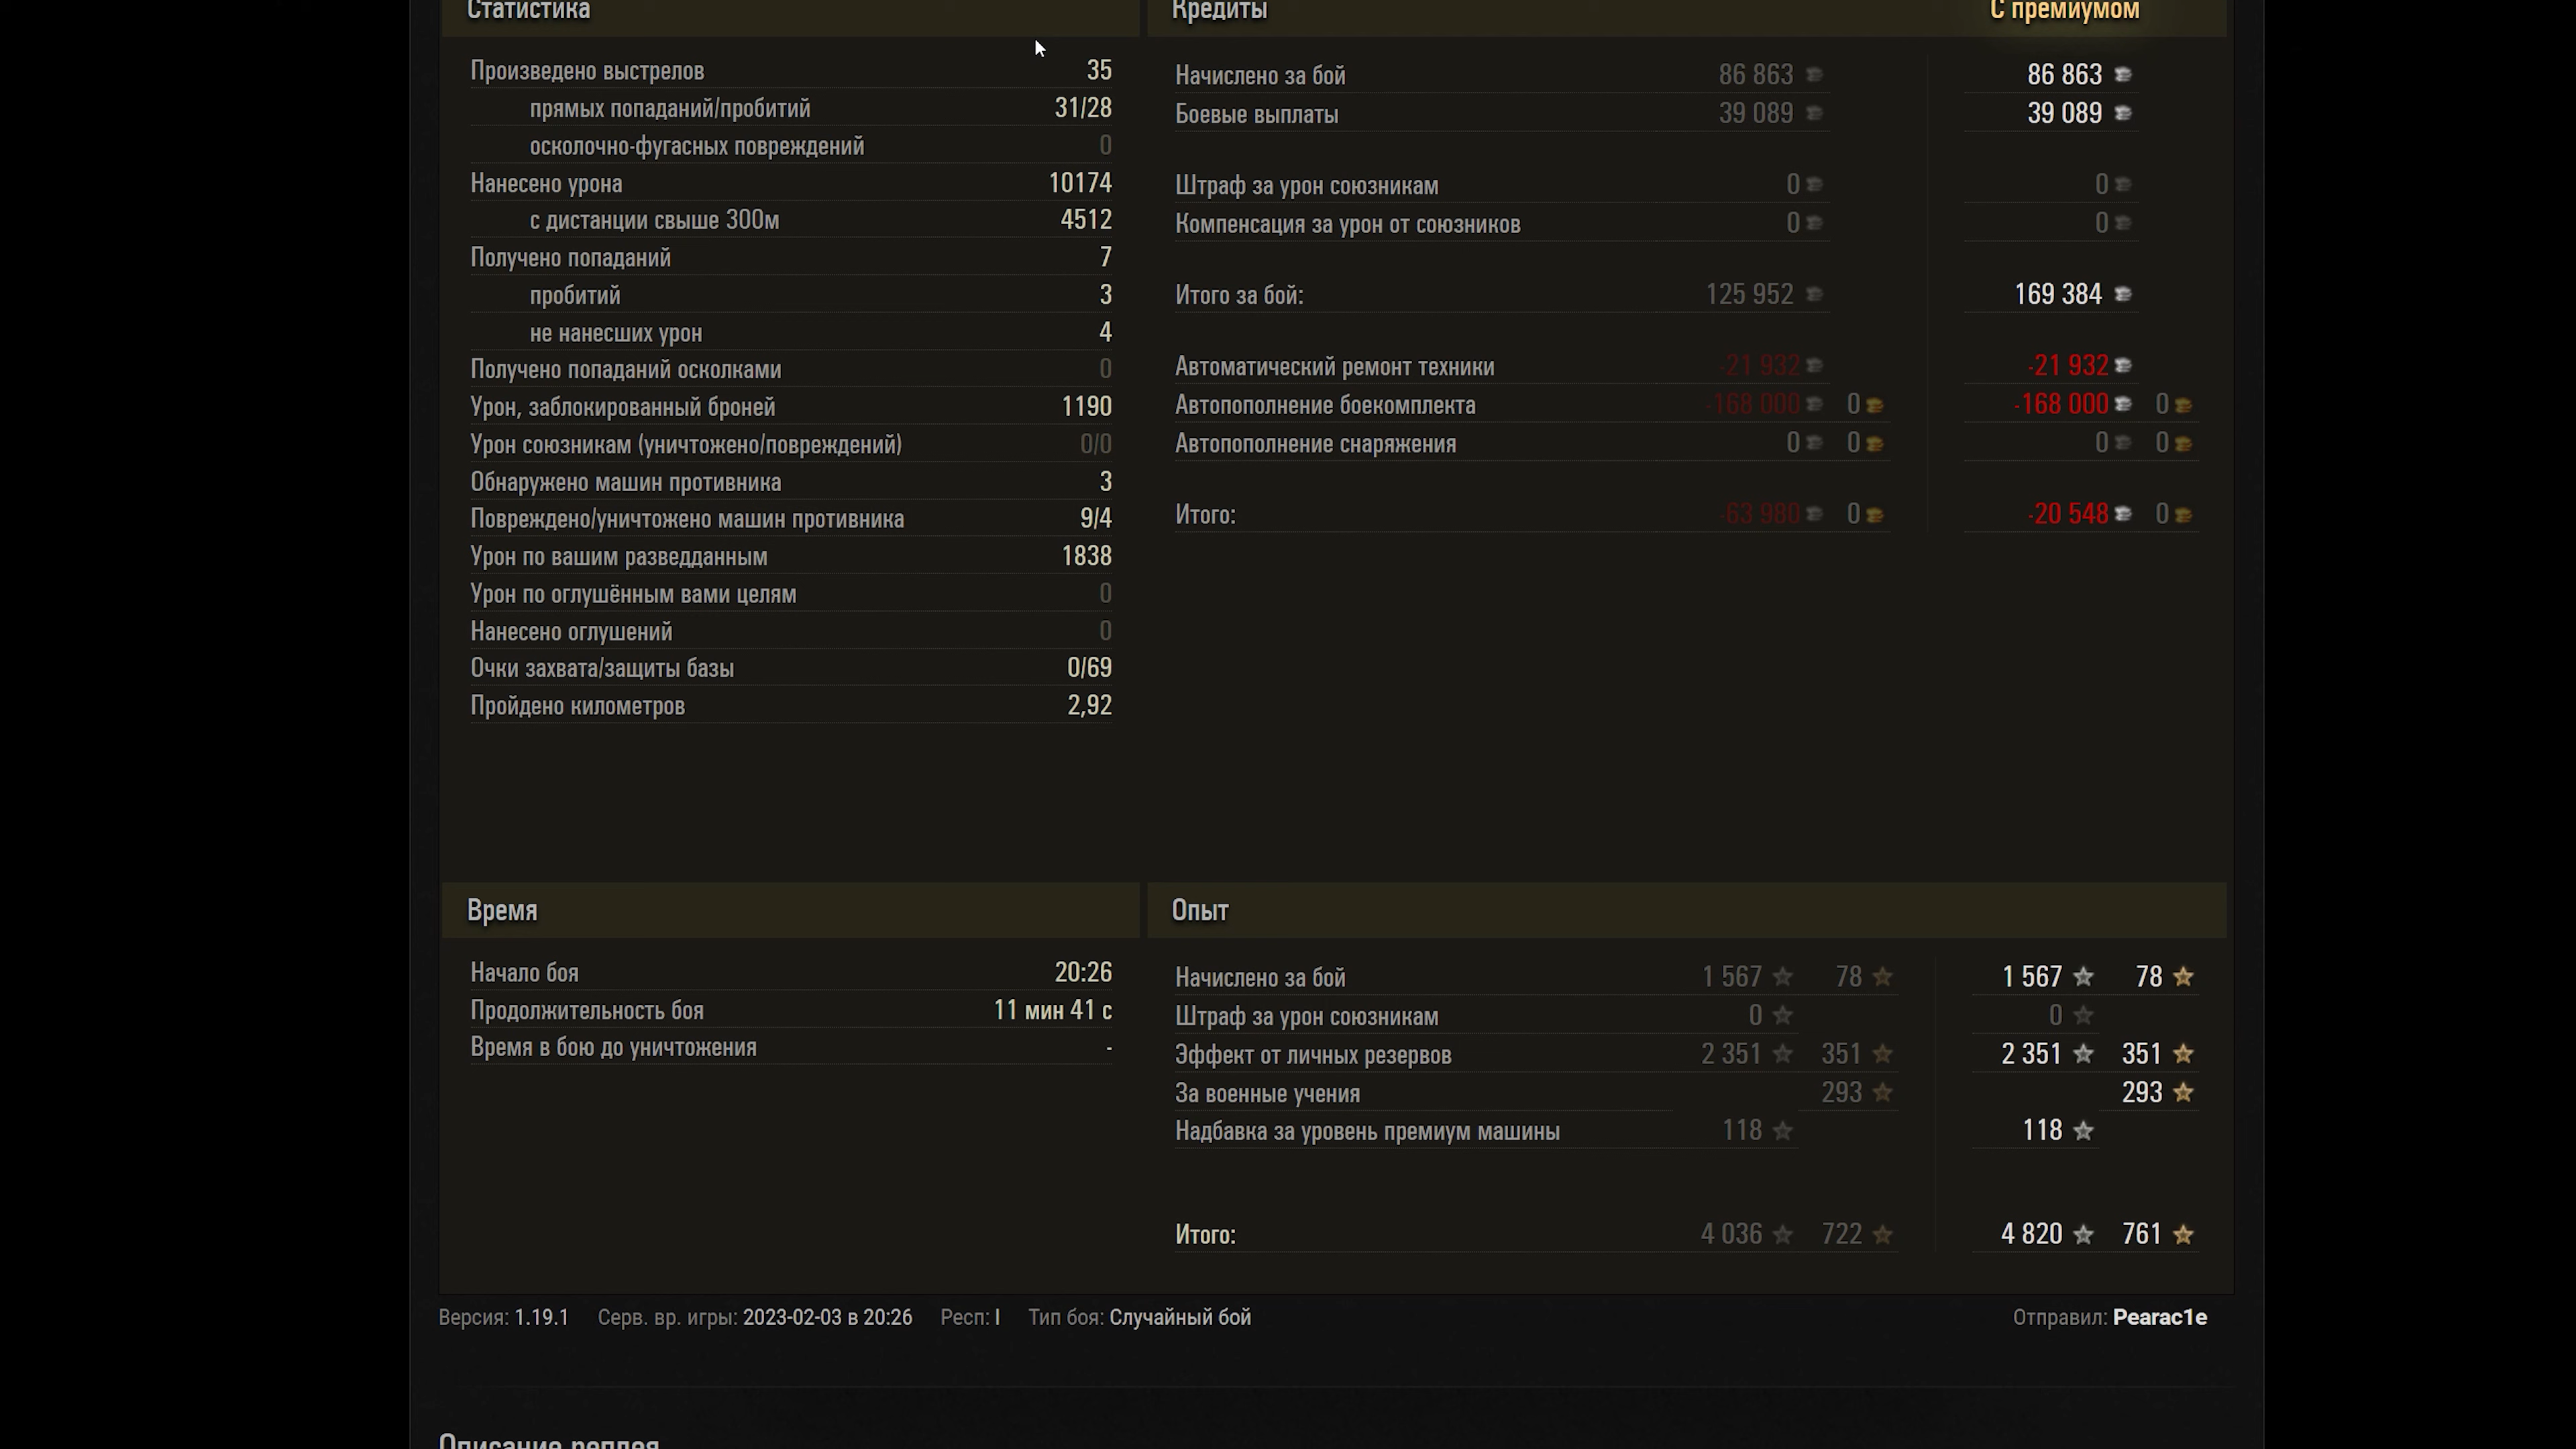 Статистика
Произведено выстрелов 35
прямых попаданий/пробитий 31/28
осколочно-фугасных повреждений 0
Нанесено урона 10174
с дистанции свыше 300м 4512
Получено попаданий 7
пробитий 3
не нанесших урон 4
Получено попаданий осколками 0
Урон, заблокированный броней 1190
Урон союзникам (уничтожено/повреждений) 0/0
Обнаружено машин противника 3
Повреждено/уничтожено машин противника 9/4
Урон по вашим разведданным 1838
Урон по оглушённым вами целям 0
Нанесено оглушений 0
Очки захвата/защиты базы 0/69
Пройдено километров 2,92
Кредиты С премиумом
Начислено за бой 86 863 86 863
Боевые выплаты 39 089 39 089
Штраф за урон союзникам 0 0
Компенсация за урон от союзников 0 0
Итого за бой: 125 952 169 384
Автоматический ремонт техники -21 932 -21 932
Автопополнение боекомплекта -168 000 0 -168 000 0
Автопополнение снаряжения 0 0 0 0
Итого: -63 980 0 -20 548 0
Время
Начало боя 20:26
Продолжительность боя 11 мин 41 с
Время в бою до уничтожения -
Опыт
Начислено за бой 1 567 78 1 567 78
Штраф за урон союзникам 0 0
Эффект от личных резервов 2 351 351 2 351 351
За военные учения 293 293
Надбавка за уровень премиум машины 118 118
Итого: 4 036 722 4 820 761
Версия: 1.19.1 Серв. вр. игры: 2023-02-03 в 20:26 Респ: I Тип боя: Случайный бой Отправил: Pearac1e
Описание реплея